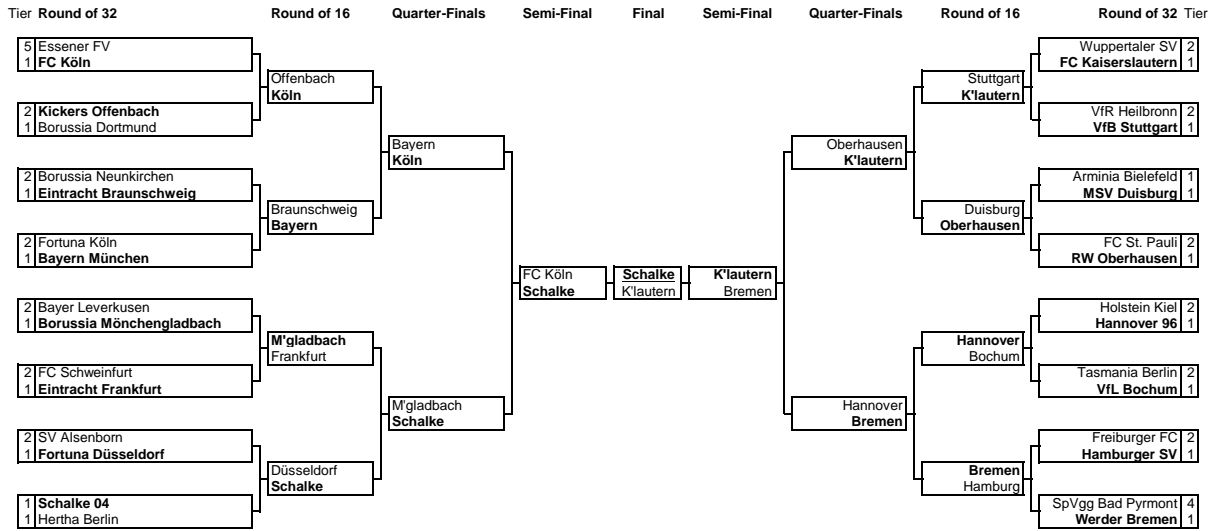 Tier Round of 32 Round of 16 Quarter-Finals Semi-Final Final Semi-Final Quarter-Finals Round of 16 Round of 32 Tier
5 Essener FV
1 FC Köln
2 Kickers Offenbach
1 Borussia Dortmund
2 Borussia Neunkirchen
1 Eintracht Braunschweig
2 Fortuna Köln
1 Bayern München
2 Bayer Leverkusen
1 Borussia Mönchengladbach
2 FC Schweinfurt
1 Eintracht Frankfurt
2 SV Alsenborn
1 Fortuna Düsseldorf
1 Schalke 04
1 Hertha Berlin
Offenbach
Köln
Braunschweig
Bayern
M'gladbach
Frankfurt
Düsseldorf
Schalke
Bayern
Köln
M'gladbach
Schalke
FC Köln
Schalke
Schalke
K'lautern
K'lautern
Bremen
Oberhausen
K'lautern
Hannover
Bremen
Stuttgart
K'lautern
Duisburg
Oberhausen
Hannover
Bochum
Bremen
Hamburg
Wuppertaler SV 2
FC Kaiserslautern 1
VfR Heilbronn 2
VfB Stuttgart 1
Arminia Bielefeld 1
MSV Duisburg 1
FC St. Pauli 2
RW Oberhausen 1
Holstein Kiel 2
Hannover 96 1
Tasmania Berlin 2
VfL Bochum 1
Freiburger FC 2
Hamburger SV 1
SpVgg Bad Pyrmont 4
Werder Bremen 1